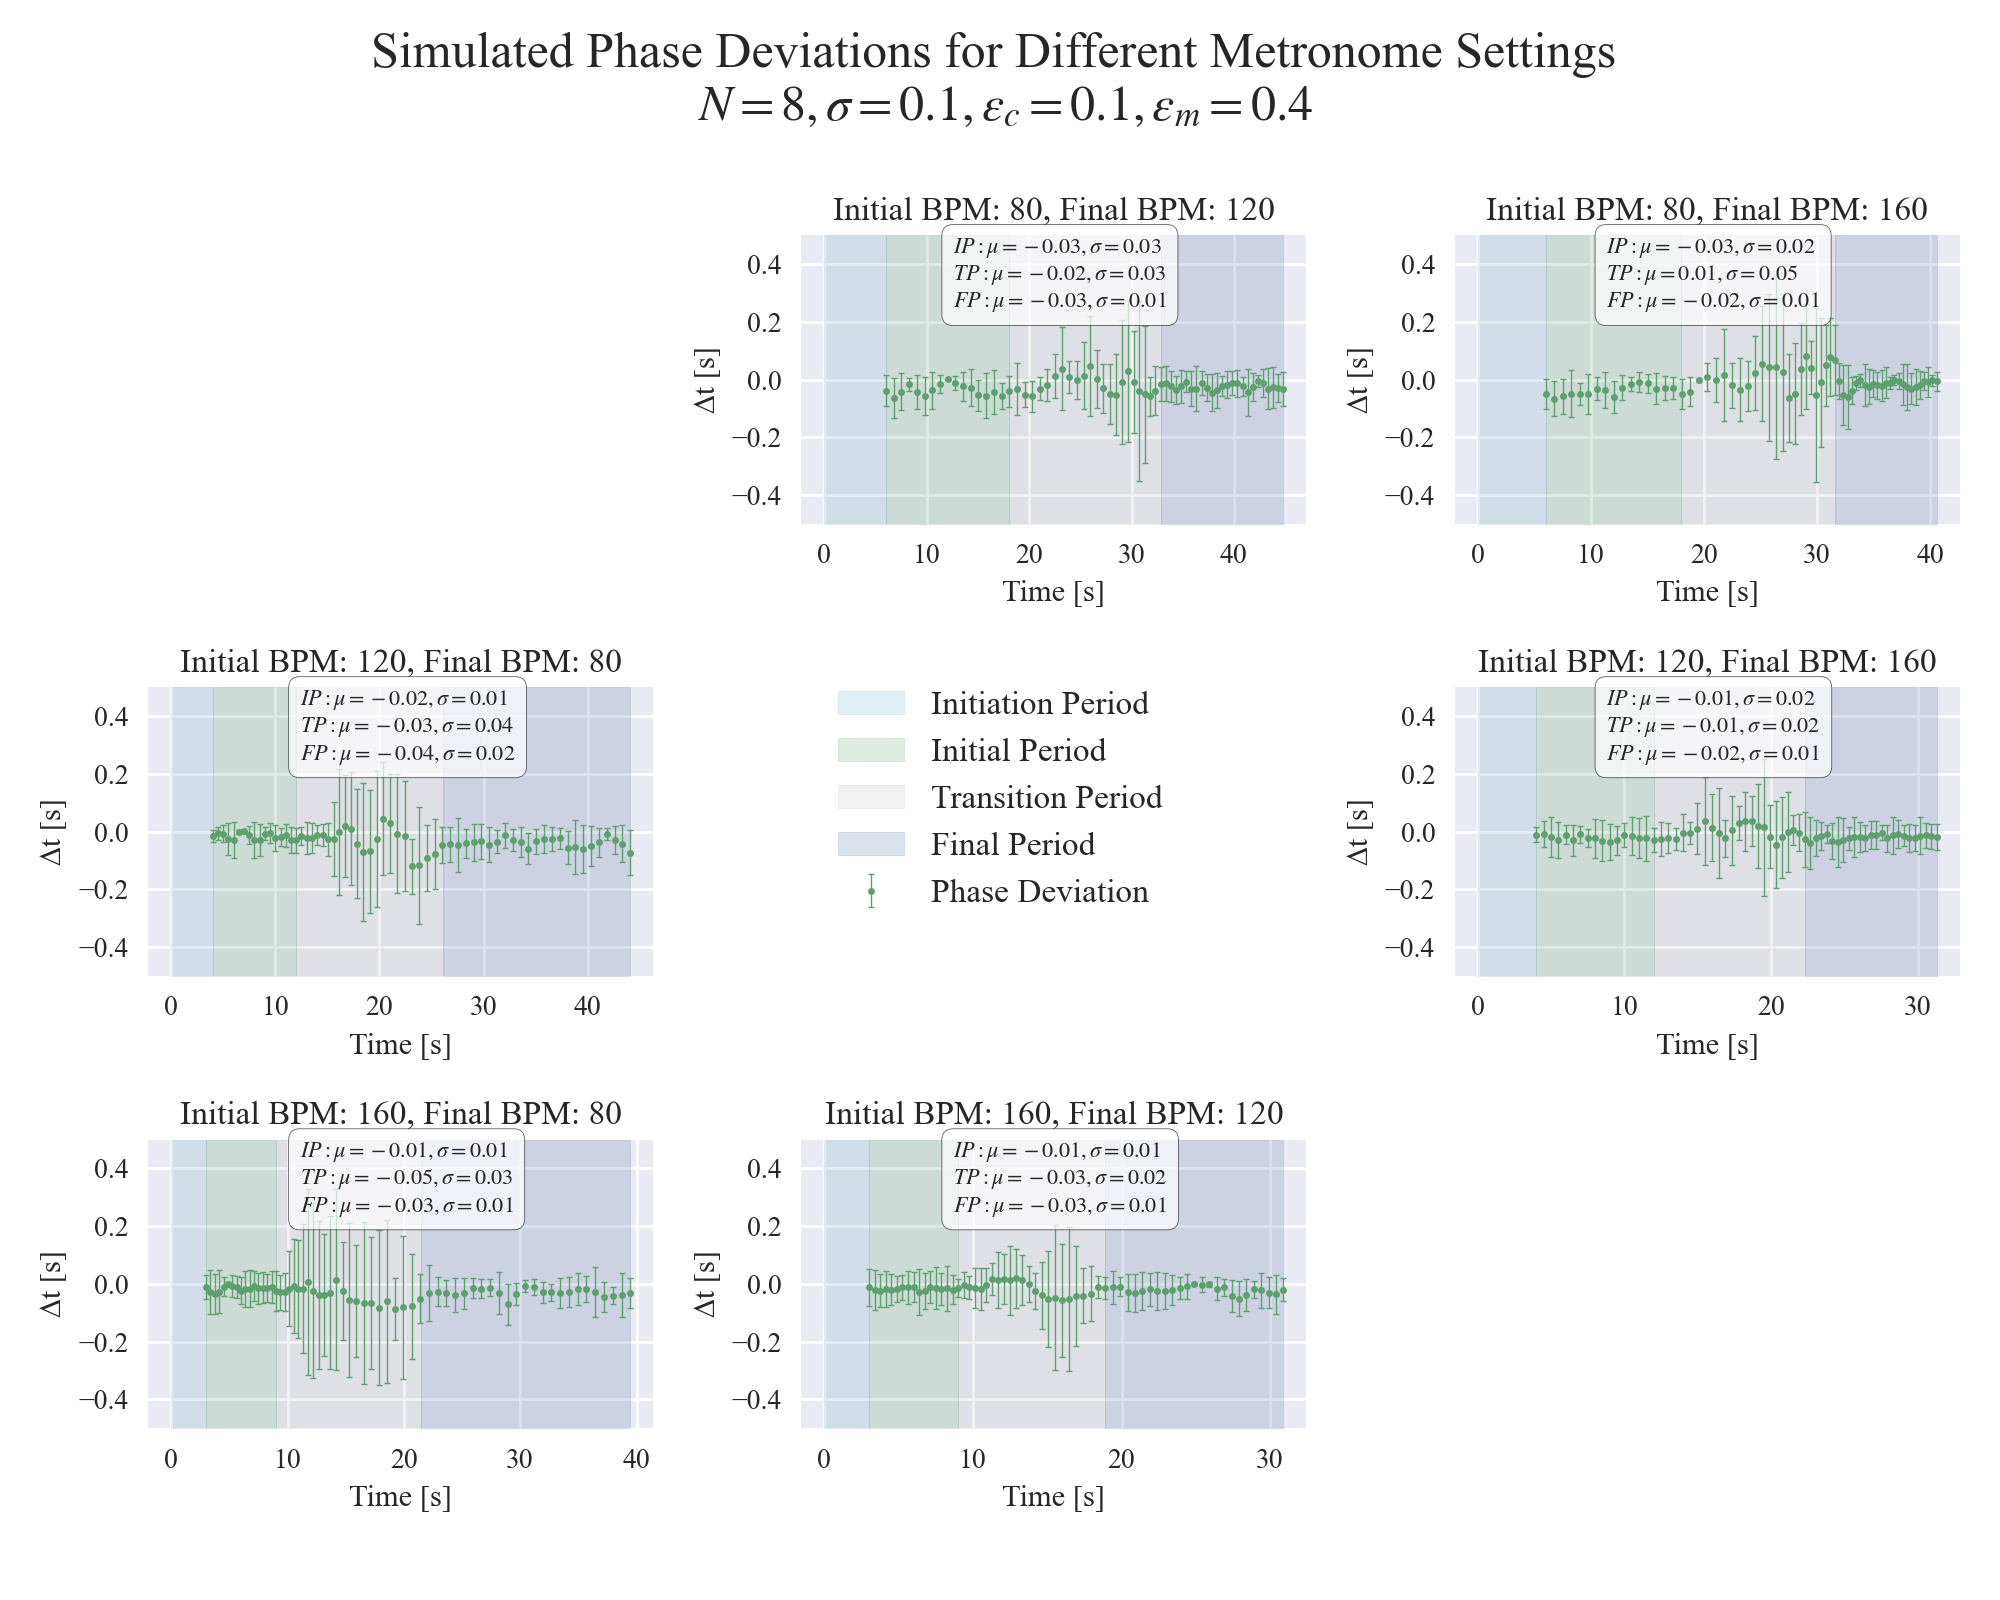 Simulated Phase Deviations for Different Metronome Settings
N = 8, σ = 0.1, ε_c = 0.1, ε_m = 0.4
Initial BPM: 80, Final BPM: 120
IP : μ = −0.03, σ = 0.03
TP : μ = −0.02, σ = 0.03
FP : μ = −0.03, σ = 0.01
0.4
0.2
0.0
−0.2
−0.4
Δt [s]
0 10 20 30 40
Time [s]
Initial BPM: 80, Final BPM: 160
IP : μ = −0.03, σ = 0.02
TP : μ = 0.01, σ = 0.05
FP : μ = −0.02, σ = 0.01
0.4
0.2
0.0
−0.2
−0.4
Δt [s]
0 10 20 30 40
Time [s]
Initial BPM: 120, Final BPM: 80
IP : μ = −0.02, σ = 0.01
TP : μ = −0.03, σ = 0.04
FP : μ = −0.04, σ = 0.02
0.4
0.2
0.0
−0.2
−0.4
Δt [s]
0 10 20 30 40
Time [s]
Initiation Period
Initial Period
Transition Period
Final Period
Phase Deviation
Initial BPM: 120, Final BPM: 160
IP : μ = −0.01, σ = 0.02
TP : μ = −0.01, σ = 0.02
FP : μ = −0.02, σ = 0.01
0.4
0.2
0.0
−0.2
−0.4
Δt [s]
0 10 20 30
Time [s]
Initial BPM: 160, Final BPM: 80
IP : μ = −0.01, σ = 0.01
TP : μ = −0.05, σ = 0.03
FP : μ = −0.03, σ = 0.01
0.4
0.2
0.0
−0.2
−0.4
Δt [s]
0 10 20 30 40
Time [s]
Initial BPM: 160, Final BPM: 120
IP : μ = −0.01, σ = 0.01
TP : μ = −0.03, σ = 0.02
FP : μ = −0.03, σ = 0.01
0.4
0.2
0.0
−0.2
−0.4
Δt [s]
0 10 20 30
Time [s]